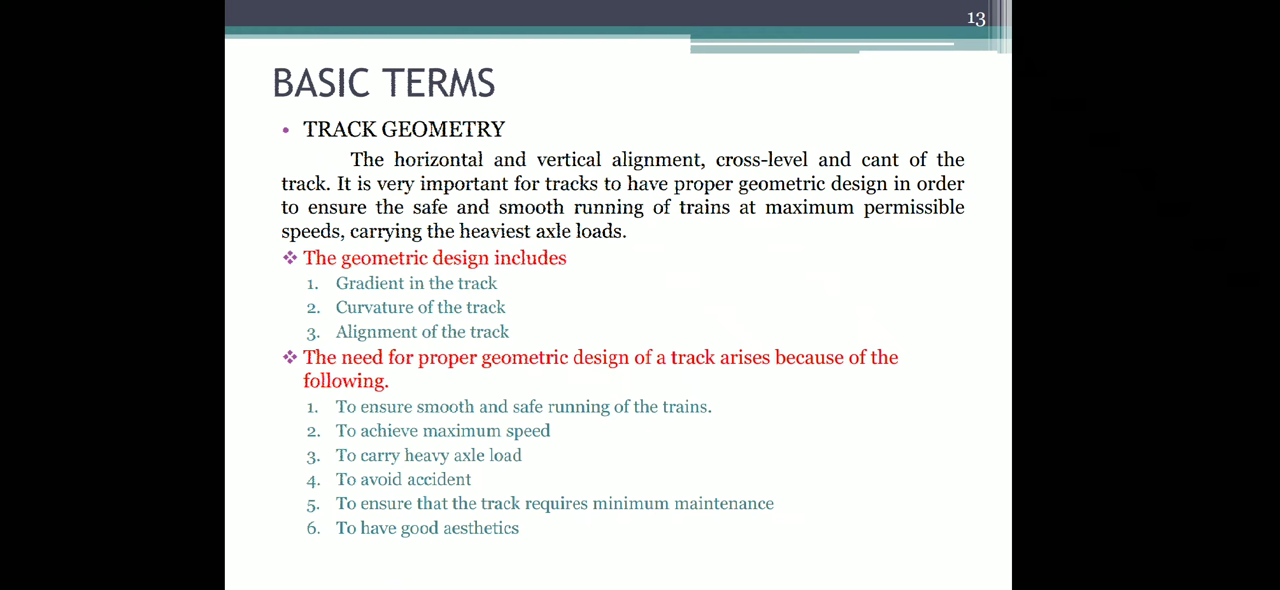 13
BASIC TERMS
• TRACK GEOMETRY
The horizontal and vertical alignment, cross-level and cant of the
track. It is very important for tracks to have proper geometric design in order
to ensure the safe and smooth running of trains at maximum permissible
speeds, carrying the heaviest axle loads.
❖ The geometric design includes
1. Gradient in the track
2. Curvature of the track
3. Alignment of the track
❖ The need for proper geometric design of a track arises because of the
following.
1. To ensure smooth and safe running of the trains.
2. To achieve maximum speed
3. To carry heavy axle load
4. To avoid accident
5. To ensure that the track requires minimum maintenance
6. To have good aesthetics